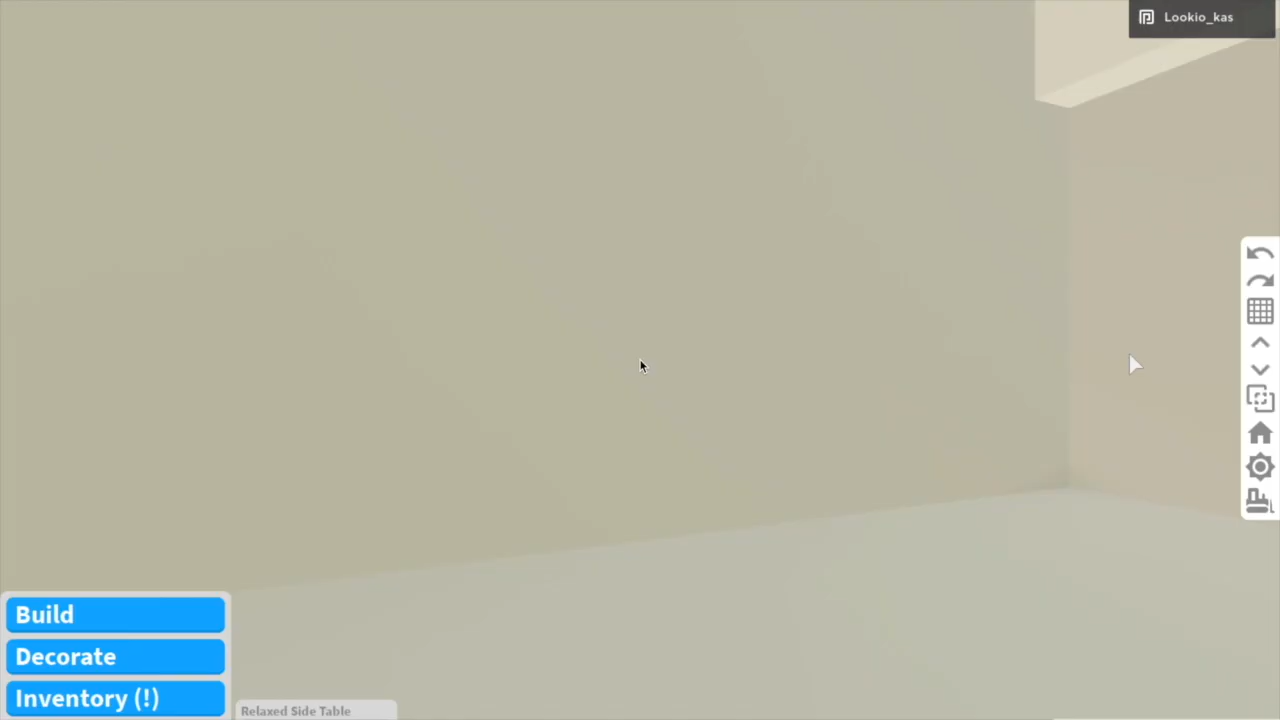 Lookio_kas
Build
Decorate
Inventory (!)
Relaxed Side Table